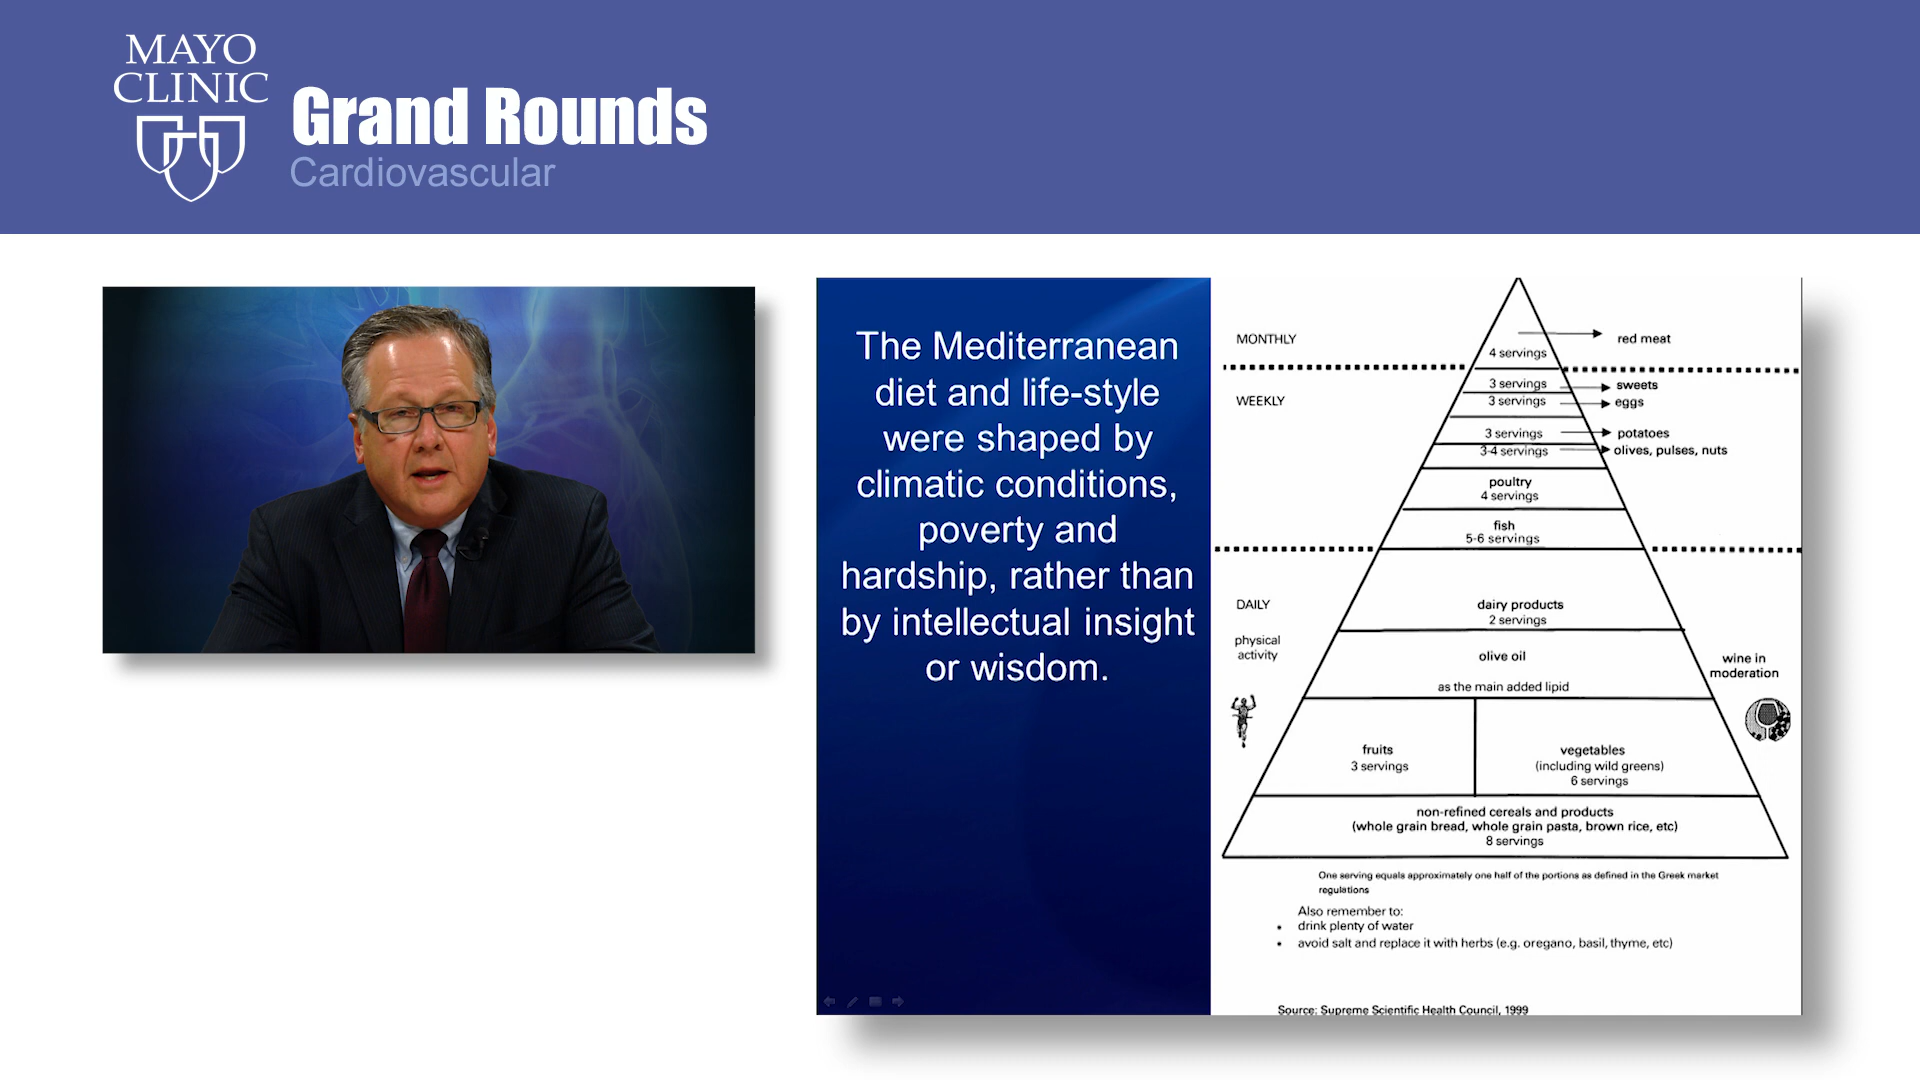 MAYO
CLINIC
Grand Rounds
Cardiovascular
The Mediterranean
diet and life-style
were shaped by
climatic conditions,
poverty and
hardship, rather than
by intellectual insight
or wisdom.
MONTHLY
red meat
4 servings
3 servings
sweets
WEEKLY
3 servings
eggs
3 servings
potatoes
3-4 servings
olives, pulses, nuts
poultry
4 servings
fish
5-6 servings
DAILY
dairy products
2 servings
physical
activity
olive oil
as the main added lipid
wine in
moderation
fruits
3 servings
vegetables
(including wild greens)
6 servings
non-refined cereals and products
(whole grain bread, whole grain pasta, brown rice, etc)
8 servings
One serving equals approximately one half of the portions as defined in the Greek market
regulations
Also remember to:
• drink plenty of water
• avoid salt and replace it with herbs (e.g. oregano, basil, thyme, etc)
Source: Supreme Scientific Health Council, 1999